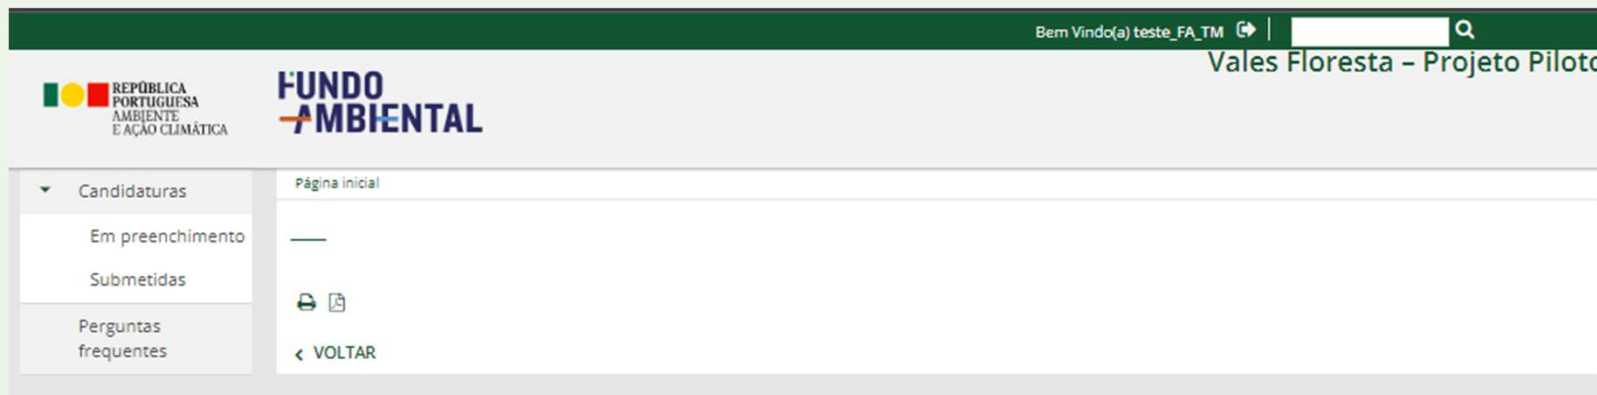 Bem Vindo(a) teste_FA_TM
Vales Floresta – Projeto Piloto
REPÚBLICA
PORTUGUESA
AMBIENTE
E AÇÃO CLIMÁTICA
FUNDO
AMBIENTAL
Candidaturas
Em preenchimento
Submetidas
Perguntas
frequentes
Página inicial
VOLTAR